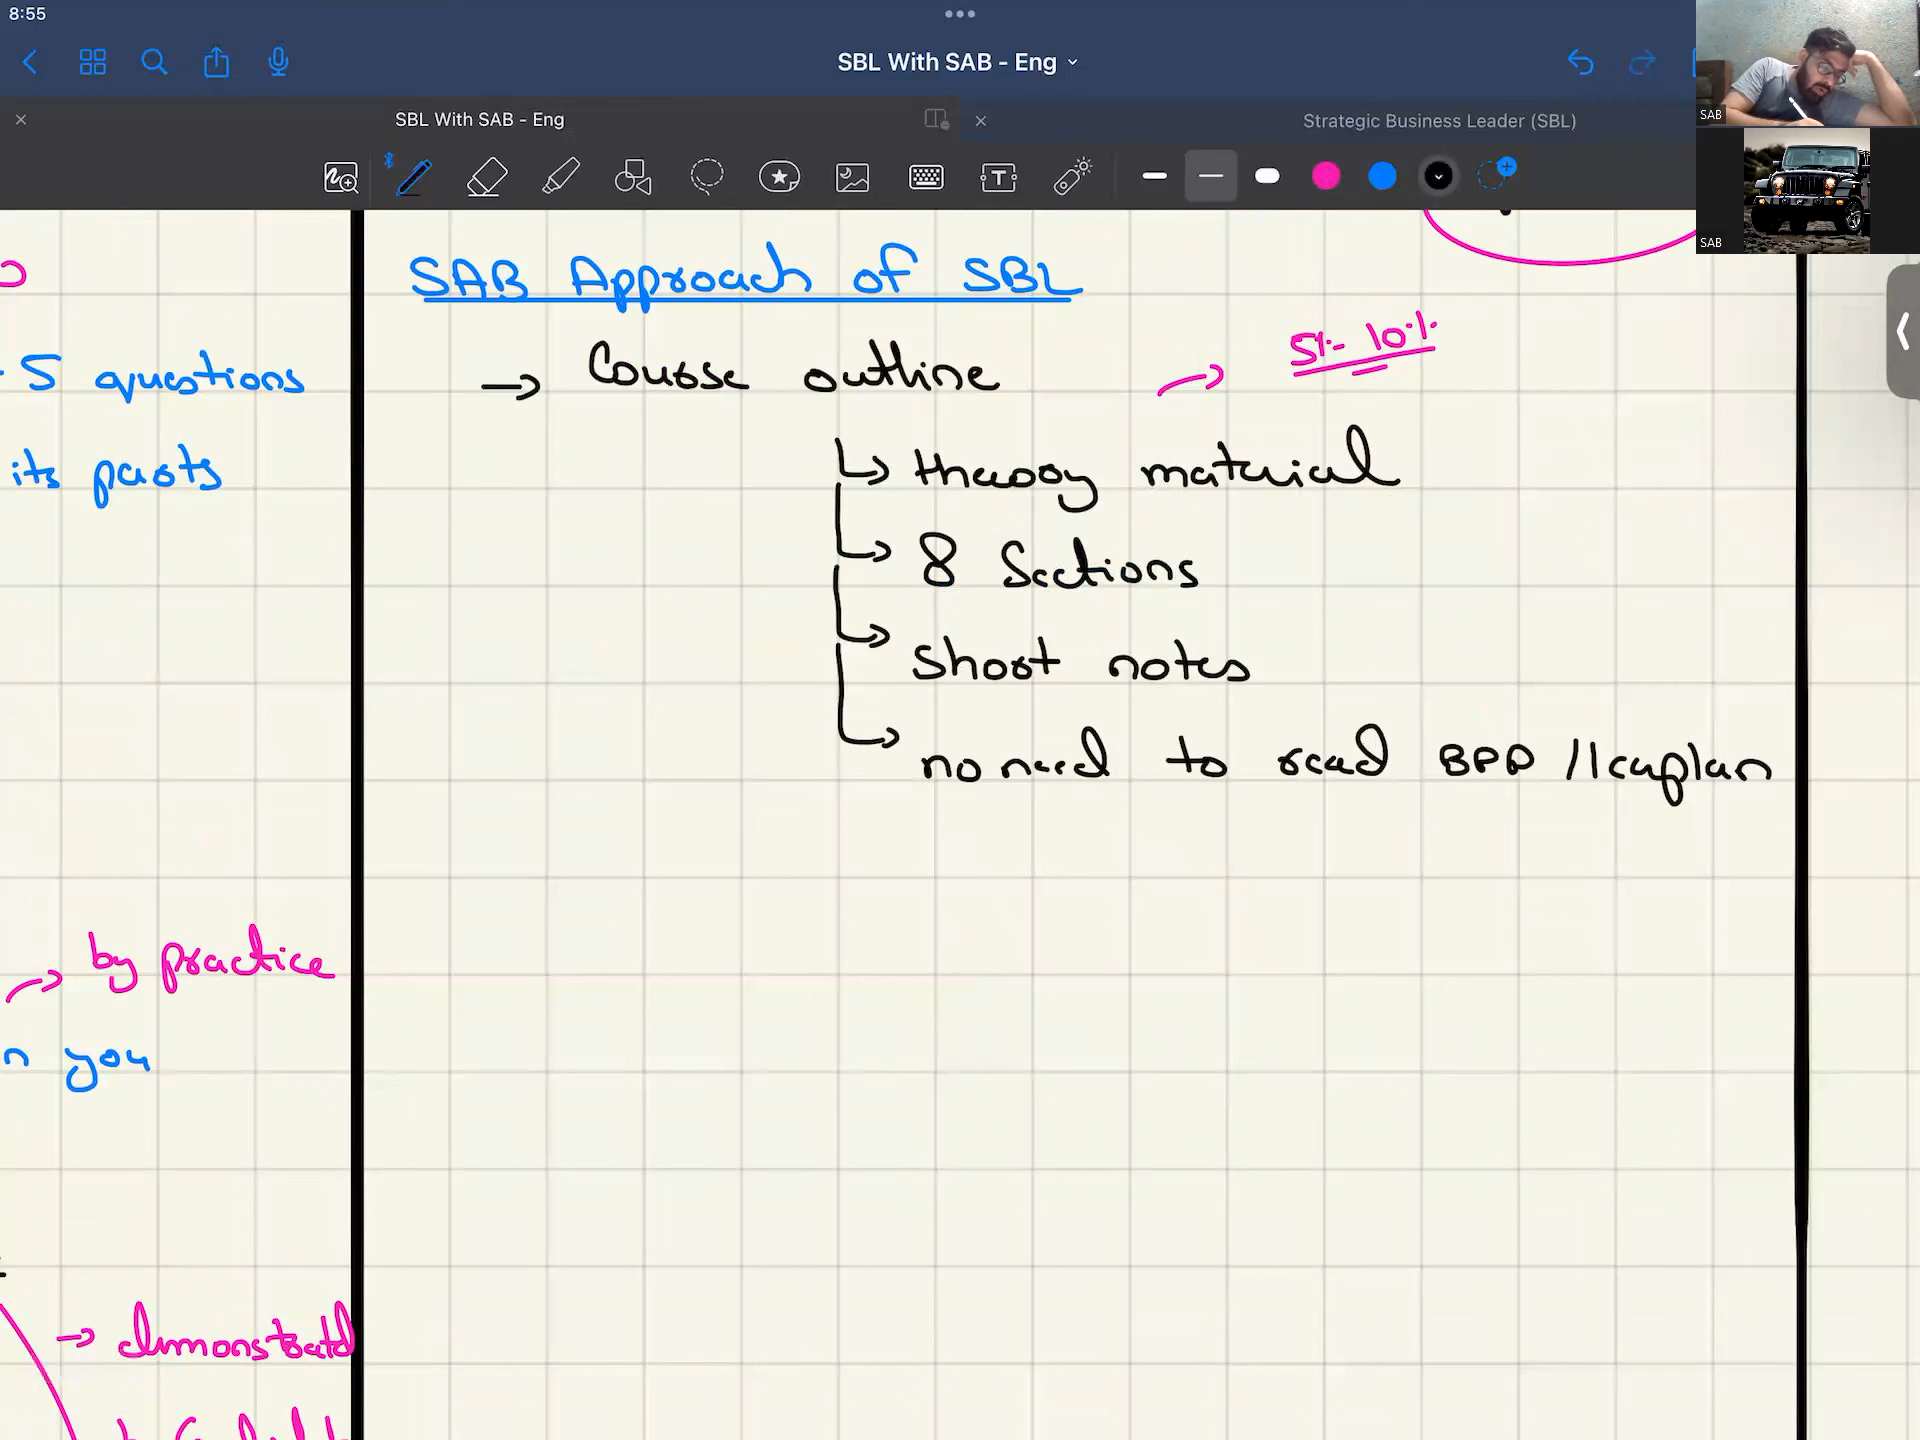 8:55
SBL With SAB - Eng
SBL With SAB - Eng
Strategic Business Leader (SBL)
SAB
SAB
T
SAB Approach of SBL
→ Course outline
→ 5%- 10%
↳ theory material
↳ 8 Sections
↳ short notes
↳ no need to read BPP / Kaplan
5 questions
its parts
→ by practice
n you
→ demonstrated